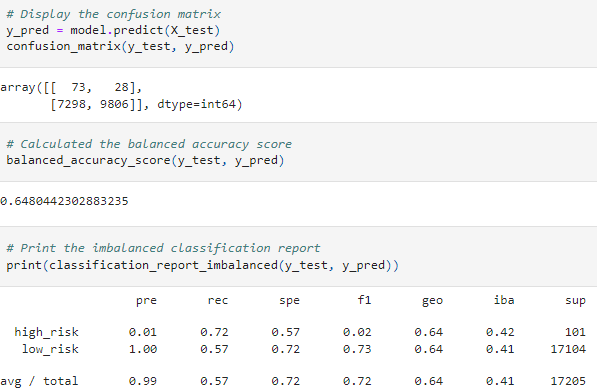 # Display the confusion matrix
y_pred = model.predict(X_test)
confusion_matrix(y_test, y_pred)
array([[  73,   28],
       [7298, 9806]], dtype=int64)
# Calculated the balanced accuracy score
balanced_accuracy_score(y_test, y_pred)
0.6480442302883235
# Print the imbalanced classification report
print(classification_report_imbalanced(y_test, y_pred))
pre rec spe f1 geo iba sup
high_risk 0.01 0.72 0.57 0.02 0.64 0.42 101
low_risk 1.00 0.57 0.72 0.73 0.64 0.41 17104
avg / total 0.99 0.57 0.72 0.72 0.64 0.41 17205